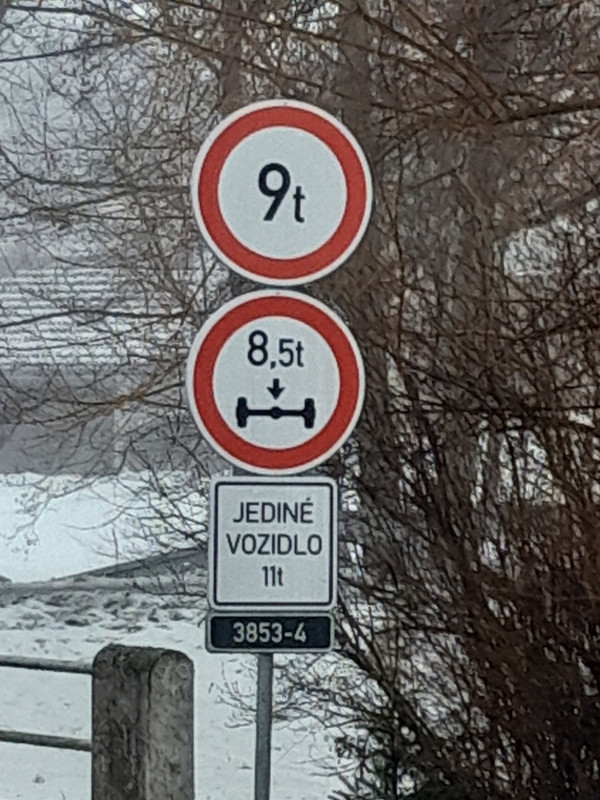 9t
8,5t
JEDINÉ
VOZIDLO
11t
3853-4